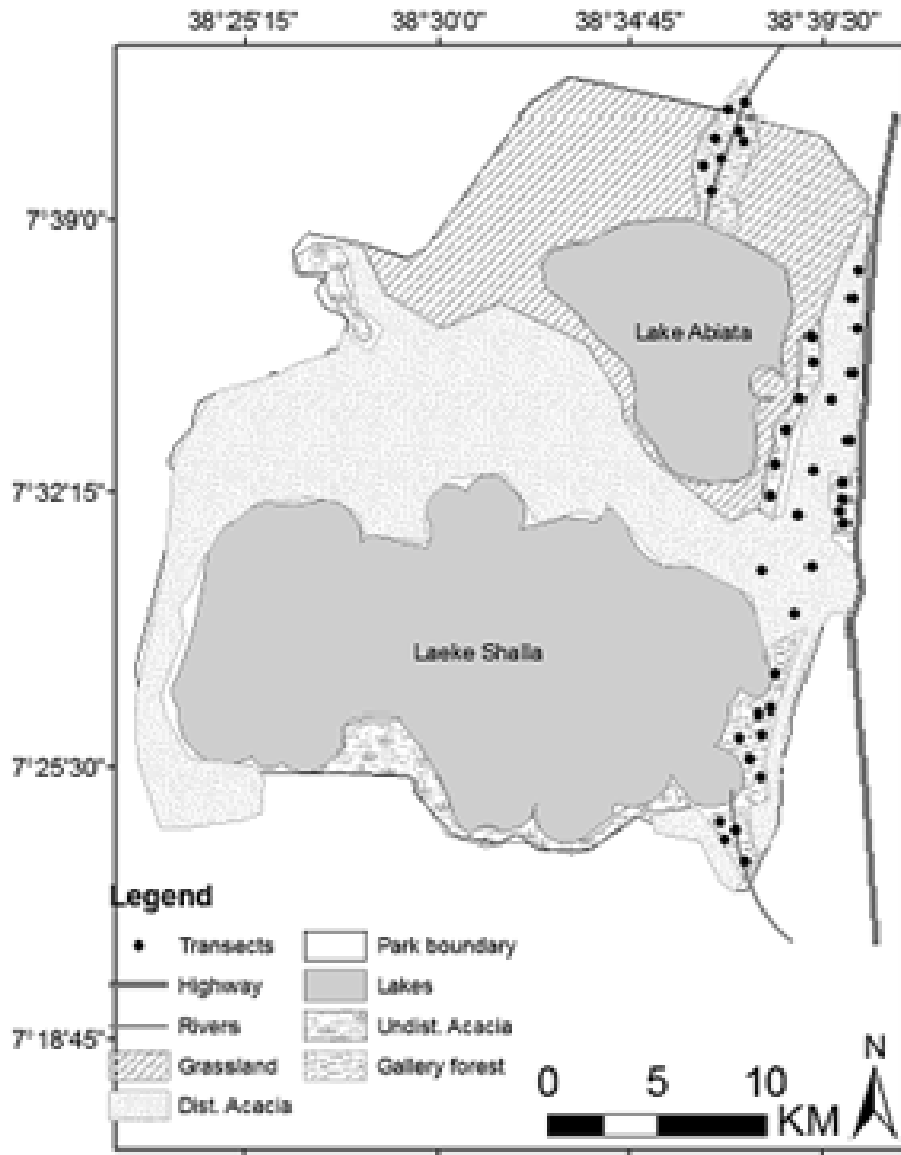 38°25'15" 38°30'0" 38°34'45" 38°39'30"
7°39'0"
Lake Abiata
7°32'15"
Laeke Shalla
7°25'30"
Legend
Transects
Park boundary
Highway
Lakes
Rivers
Undist. Acacia
7°18'45"
Grassland
Gallery forest
Dist. Acacia
0 5 10
KM
N